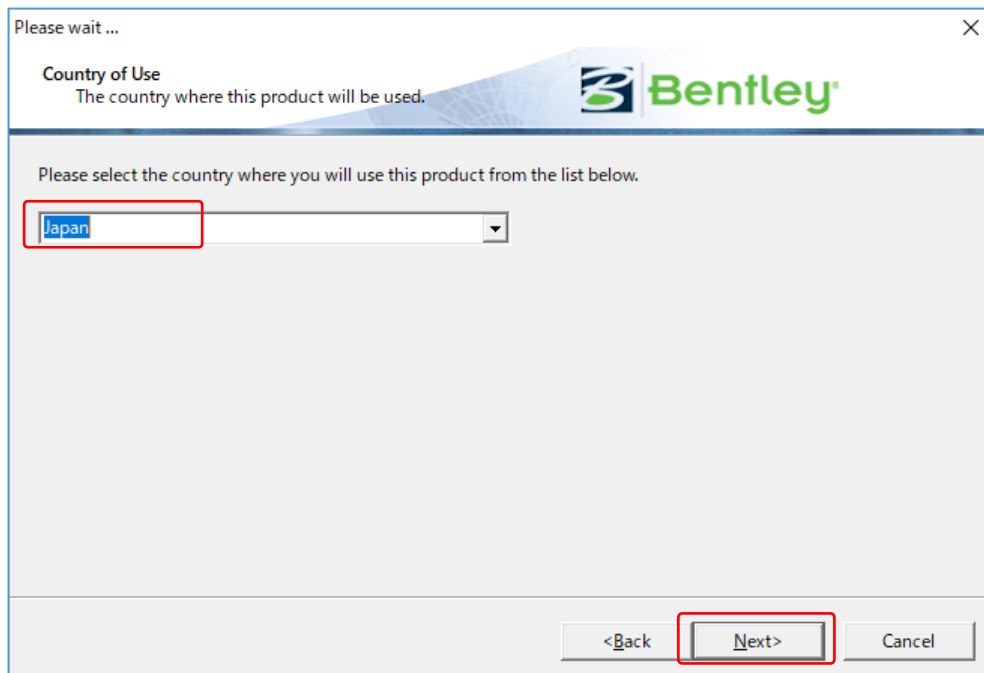 Please wait ...
Country of Use
The country where this product will be used.
Bentley®
Please select the country where you will use this product from the list below.
Japan
<Back
Next>
Cancel